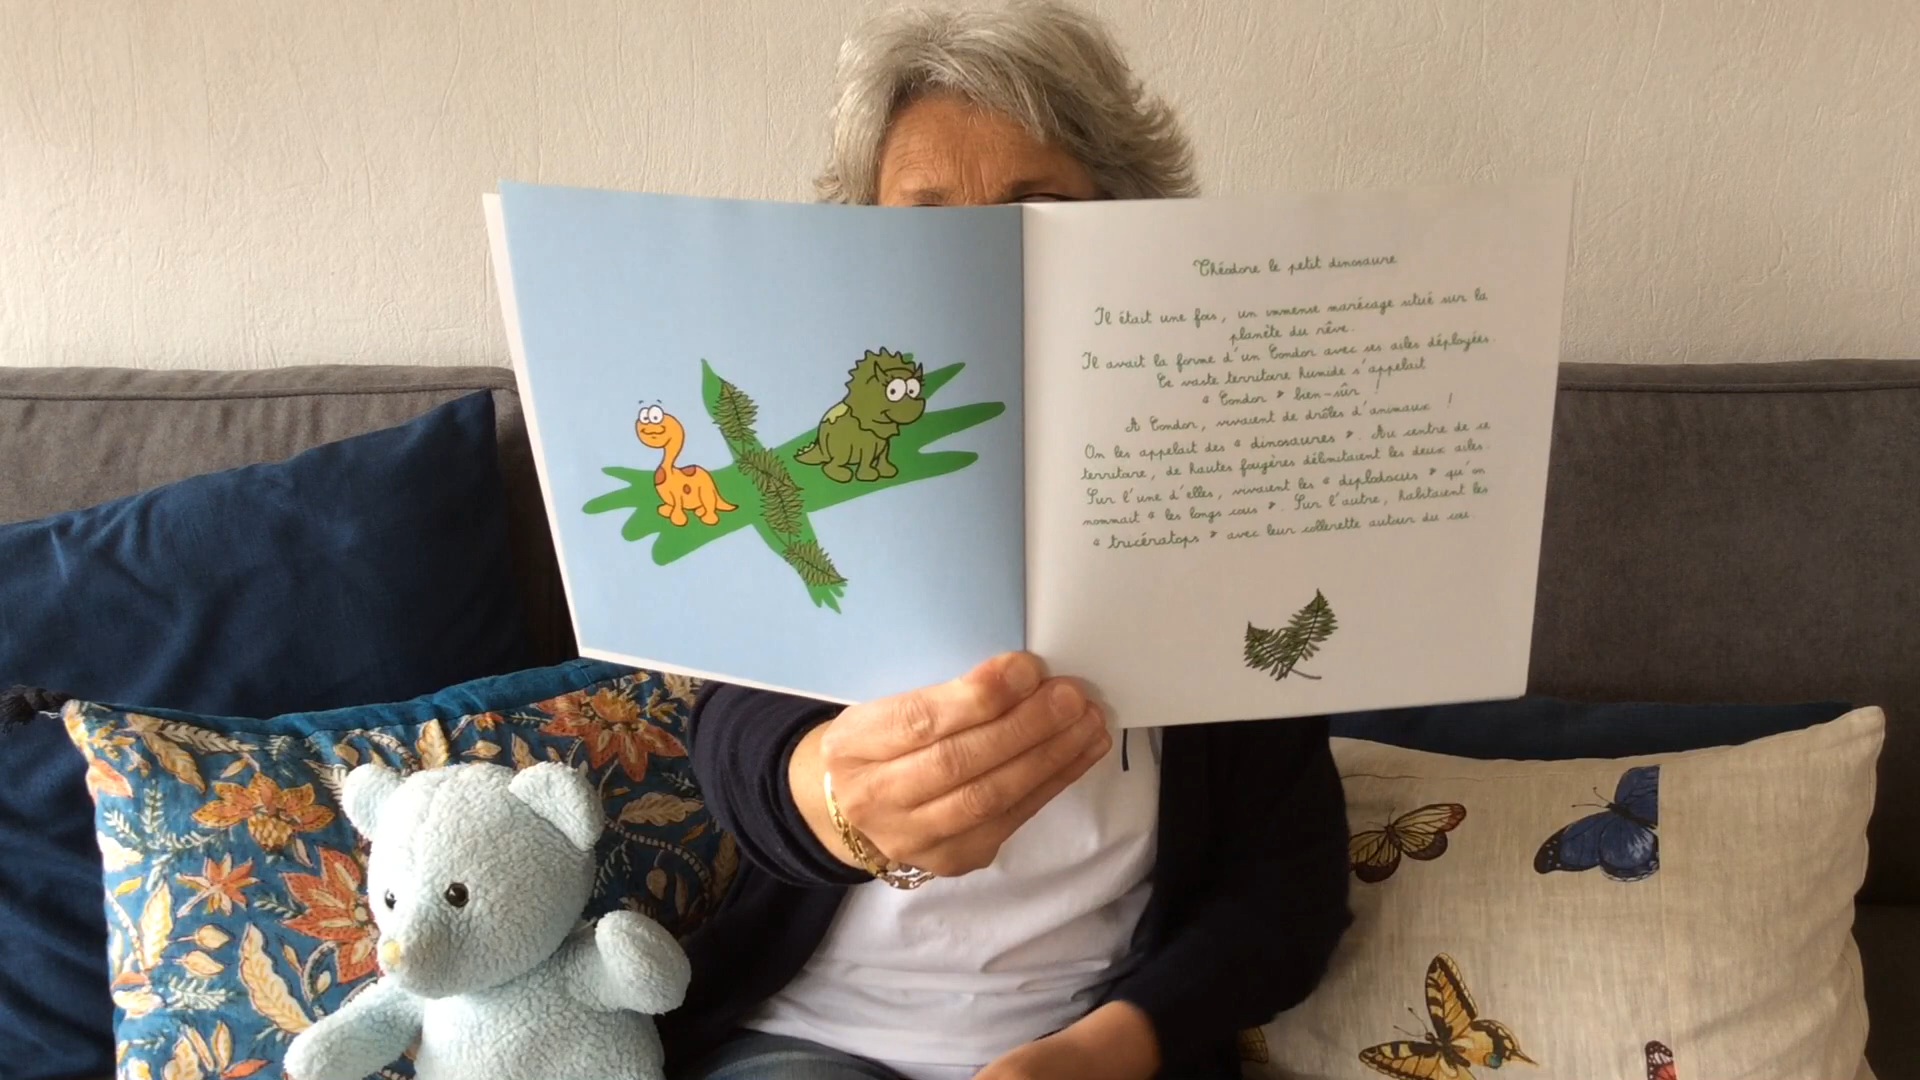 Théodore le petit dinosaure
Il était une fois, un immense marécage situé sur la
planète du rêve.
Il avait la forme d'un Condor avec ses ailes déployées.
Ce vaste territoire humide s'appelait
« Condor » bien-sûr !
A Condor, vivaient de drôles d'animaux !
On les appelait des « dinosaures ». Au centre de ce
territoire, de hautes fougères délimitaient les deux ailes.
Sur l'une d'elles, vivaient les « diplodocus » qu'on
nommait « les longs cous ». Sur l'autre, habitaient les
« tricératops » avec leur collerette autour du cou.